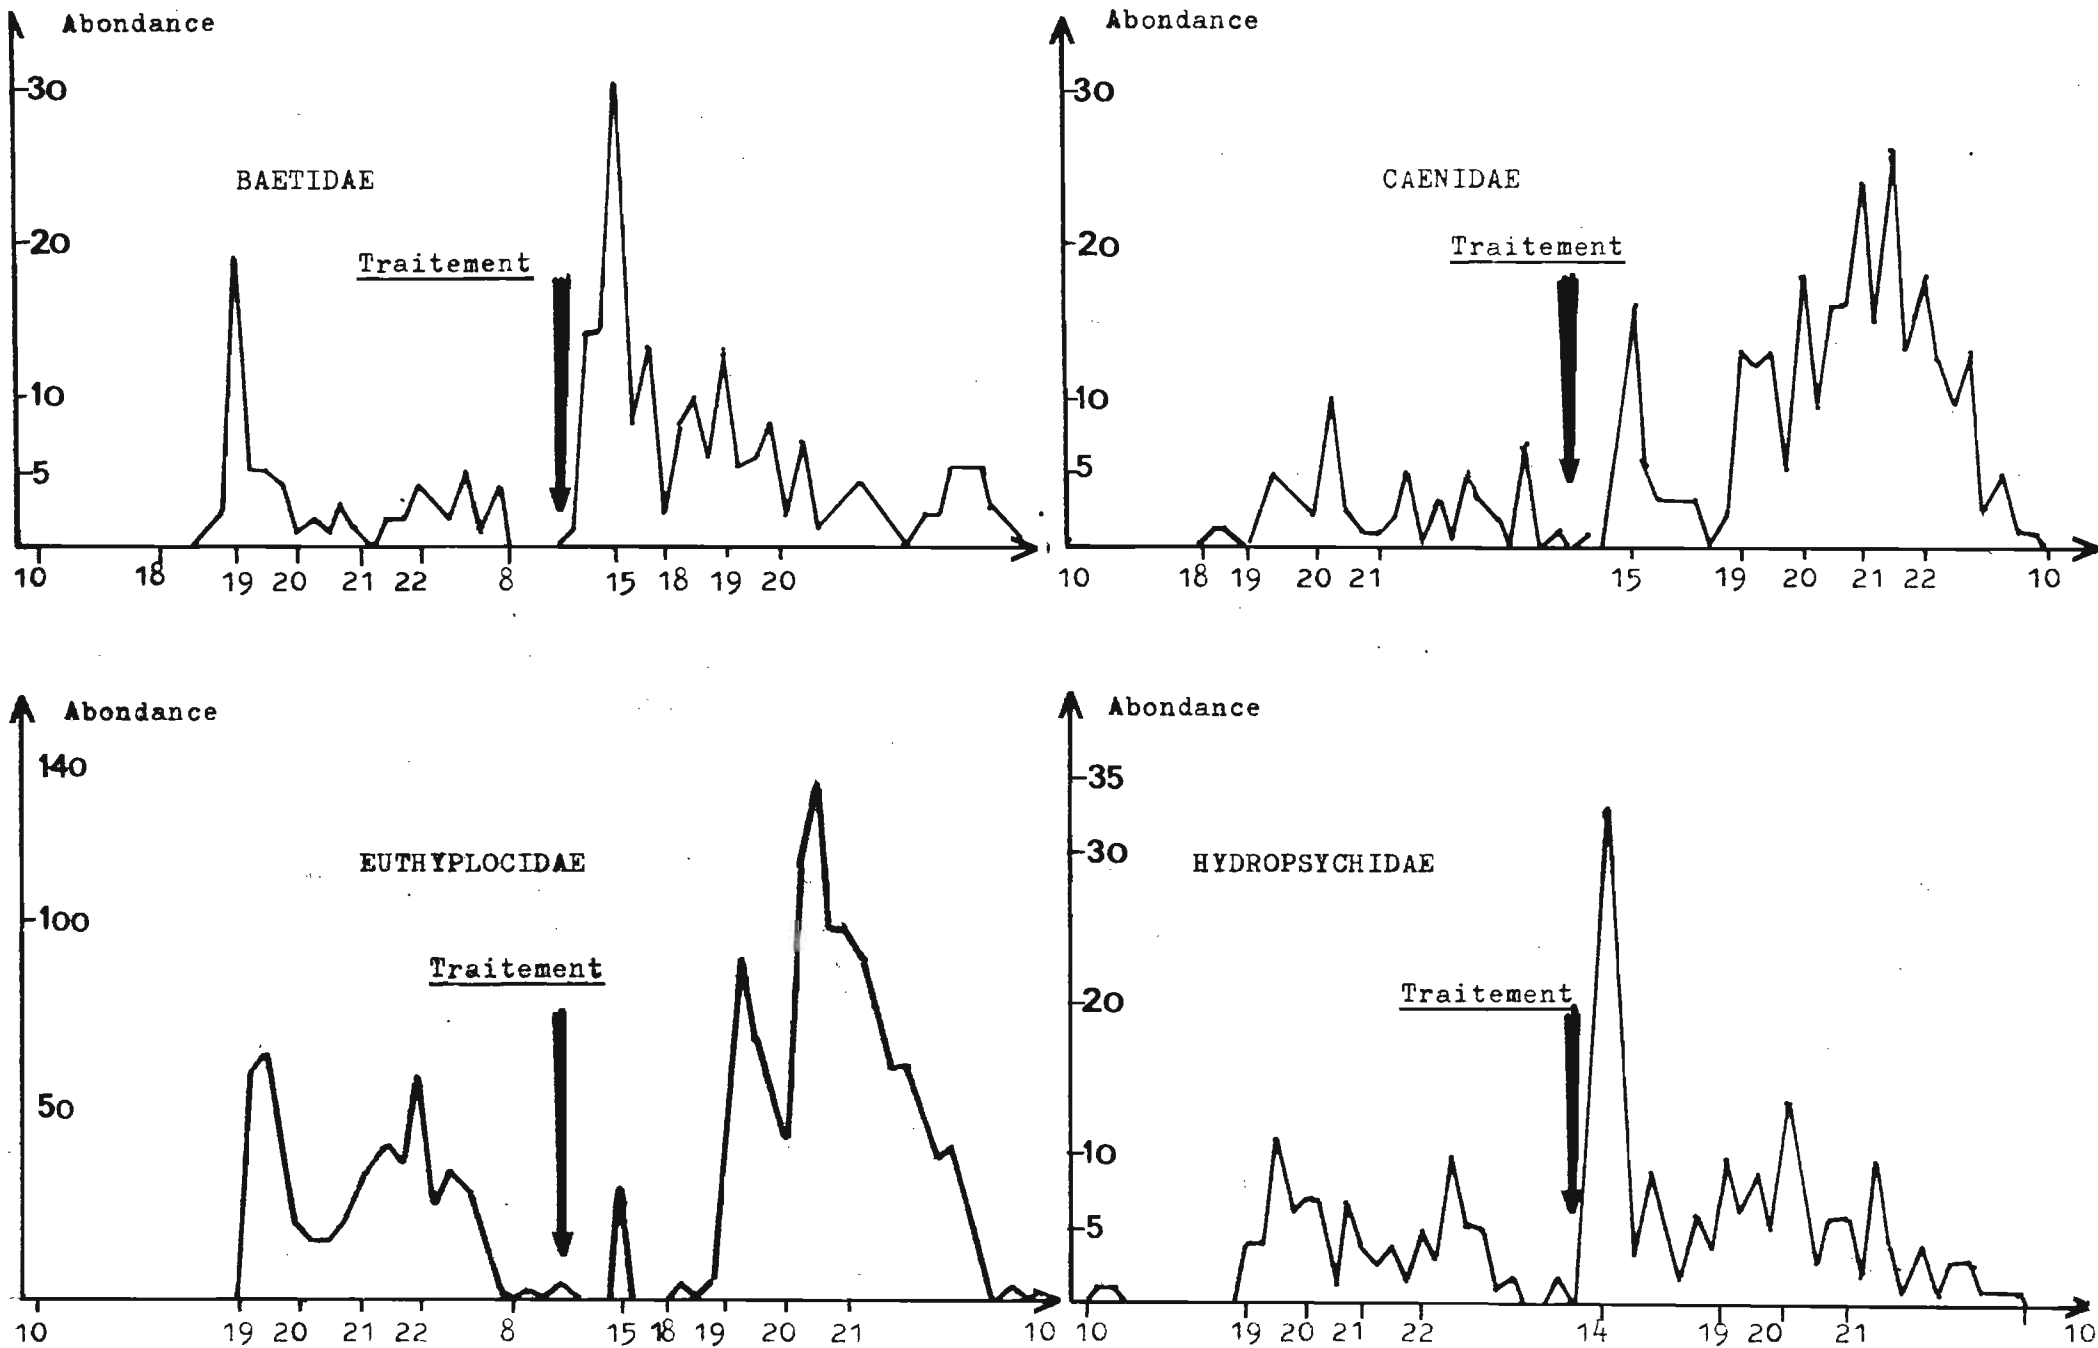 Abondance
30
BAETIDAE
20
Traitement
10
5
10 18 19 20 21 22 8 15 18 19 20
Abondance
30
CAENIDAE
20
Traitement
10
5
10 18 19 20 21 15 19 20 21 22 10
Abondance
140
EUTHYPLOCIDAE
100
Traitement
50
10 19 20 21 22 8 15 18 19 20 21 10
Abondance
35
30
HYDROPSYCHIDAE
20
Traitement
10
5
10 19 20 21 22 14 19 20 21 10